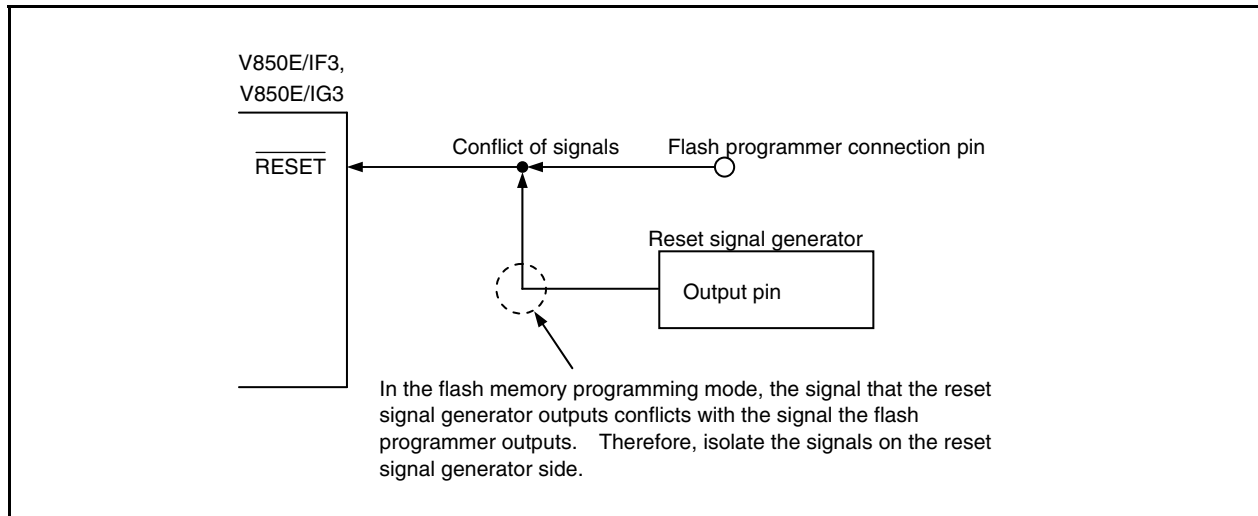 V850E/IF3,
V850E/IG3
RESET
Conflict of signals
Flash programmer connection pin
Reset signal generator
Output pin
In the flash memory programming mode, the signal that the reset
signal generator outputs conflicts with the signal the flash
programmer outputs. Therefore, isolate the signals on the reset
signal generator side.